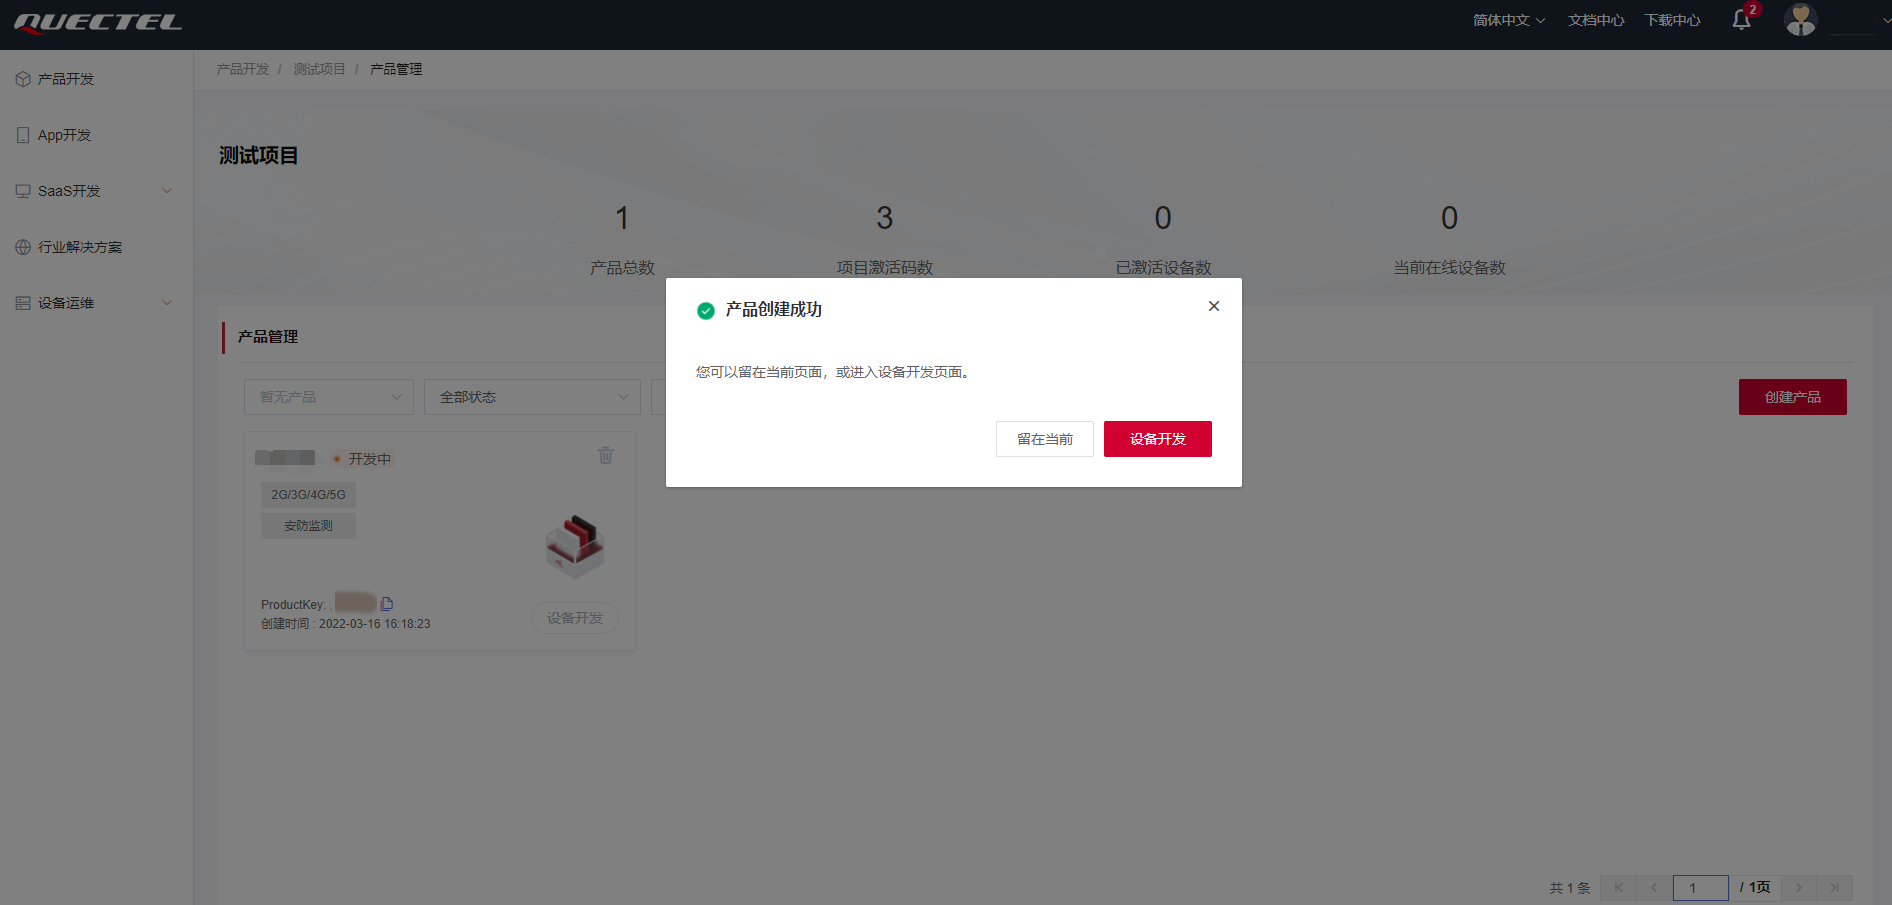 QUECTEL
简体中文 文档中心 下载中心 2
产品开发
App开发
SaaS开发
行业解决方案
设备运维
产品开发 / 测试项目 / 产品管理
测试项目
1 3 0 0
产品总数 项目激活码数 已激活设备数 当前在线设备数
产品管理
暂无产品 全部状态 创建产品
产品创建成功
您可以留在当前页面，或进入设备开发页面。
留在当前 设备开发
开发中
2G/3G/4G/5G
安防监测
ProductKey:
创建时间 : 2022-03-16 16:18:23
设备开发
共 1 条 1 / 1页